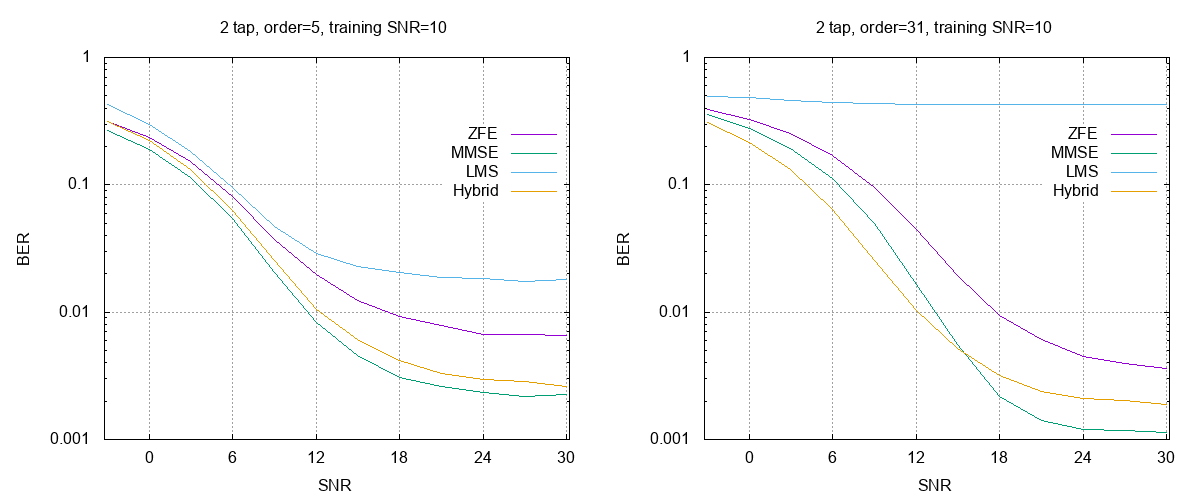 2 tap, order=5, training SNR=10
1
0.1
0.01
0.001
BER
ZFE
MMSE
LMS
Hybrid
0 6 12 18 24 30
SNR
2 tap, order=31, training SNR=10
1
0.1
0.01
0.001
BER
ZFE
MMSE
LMS
Hybrid
0 6 12 18 24 30
SNR